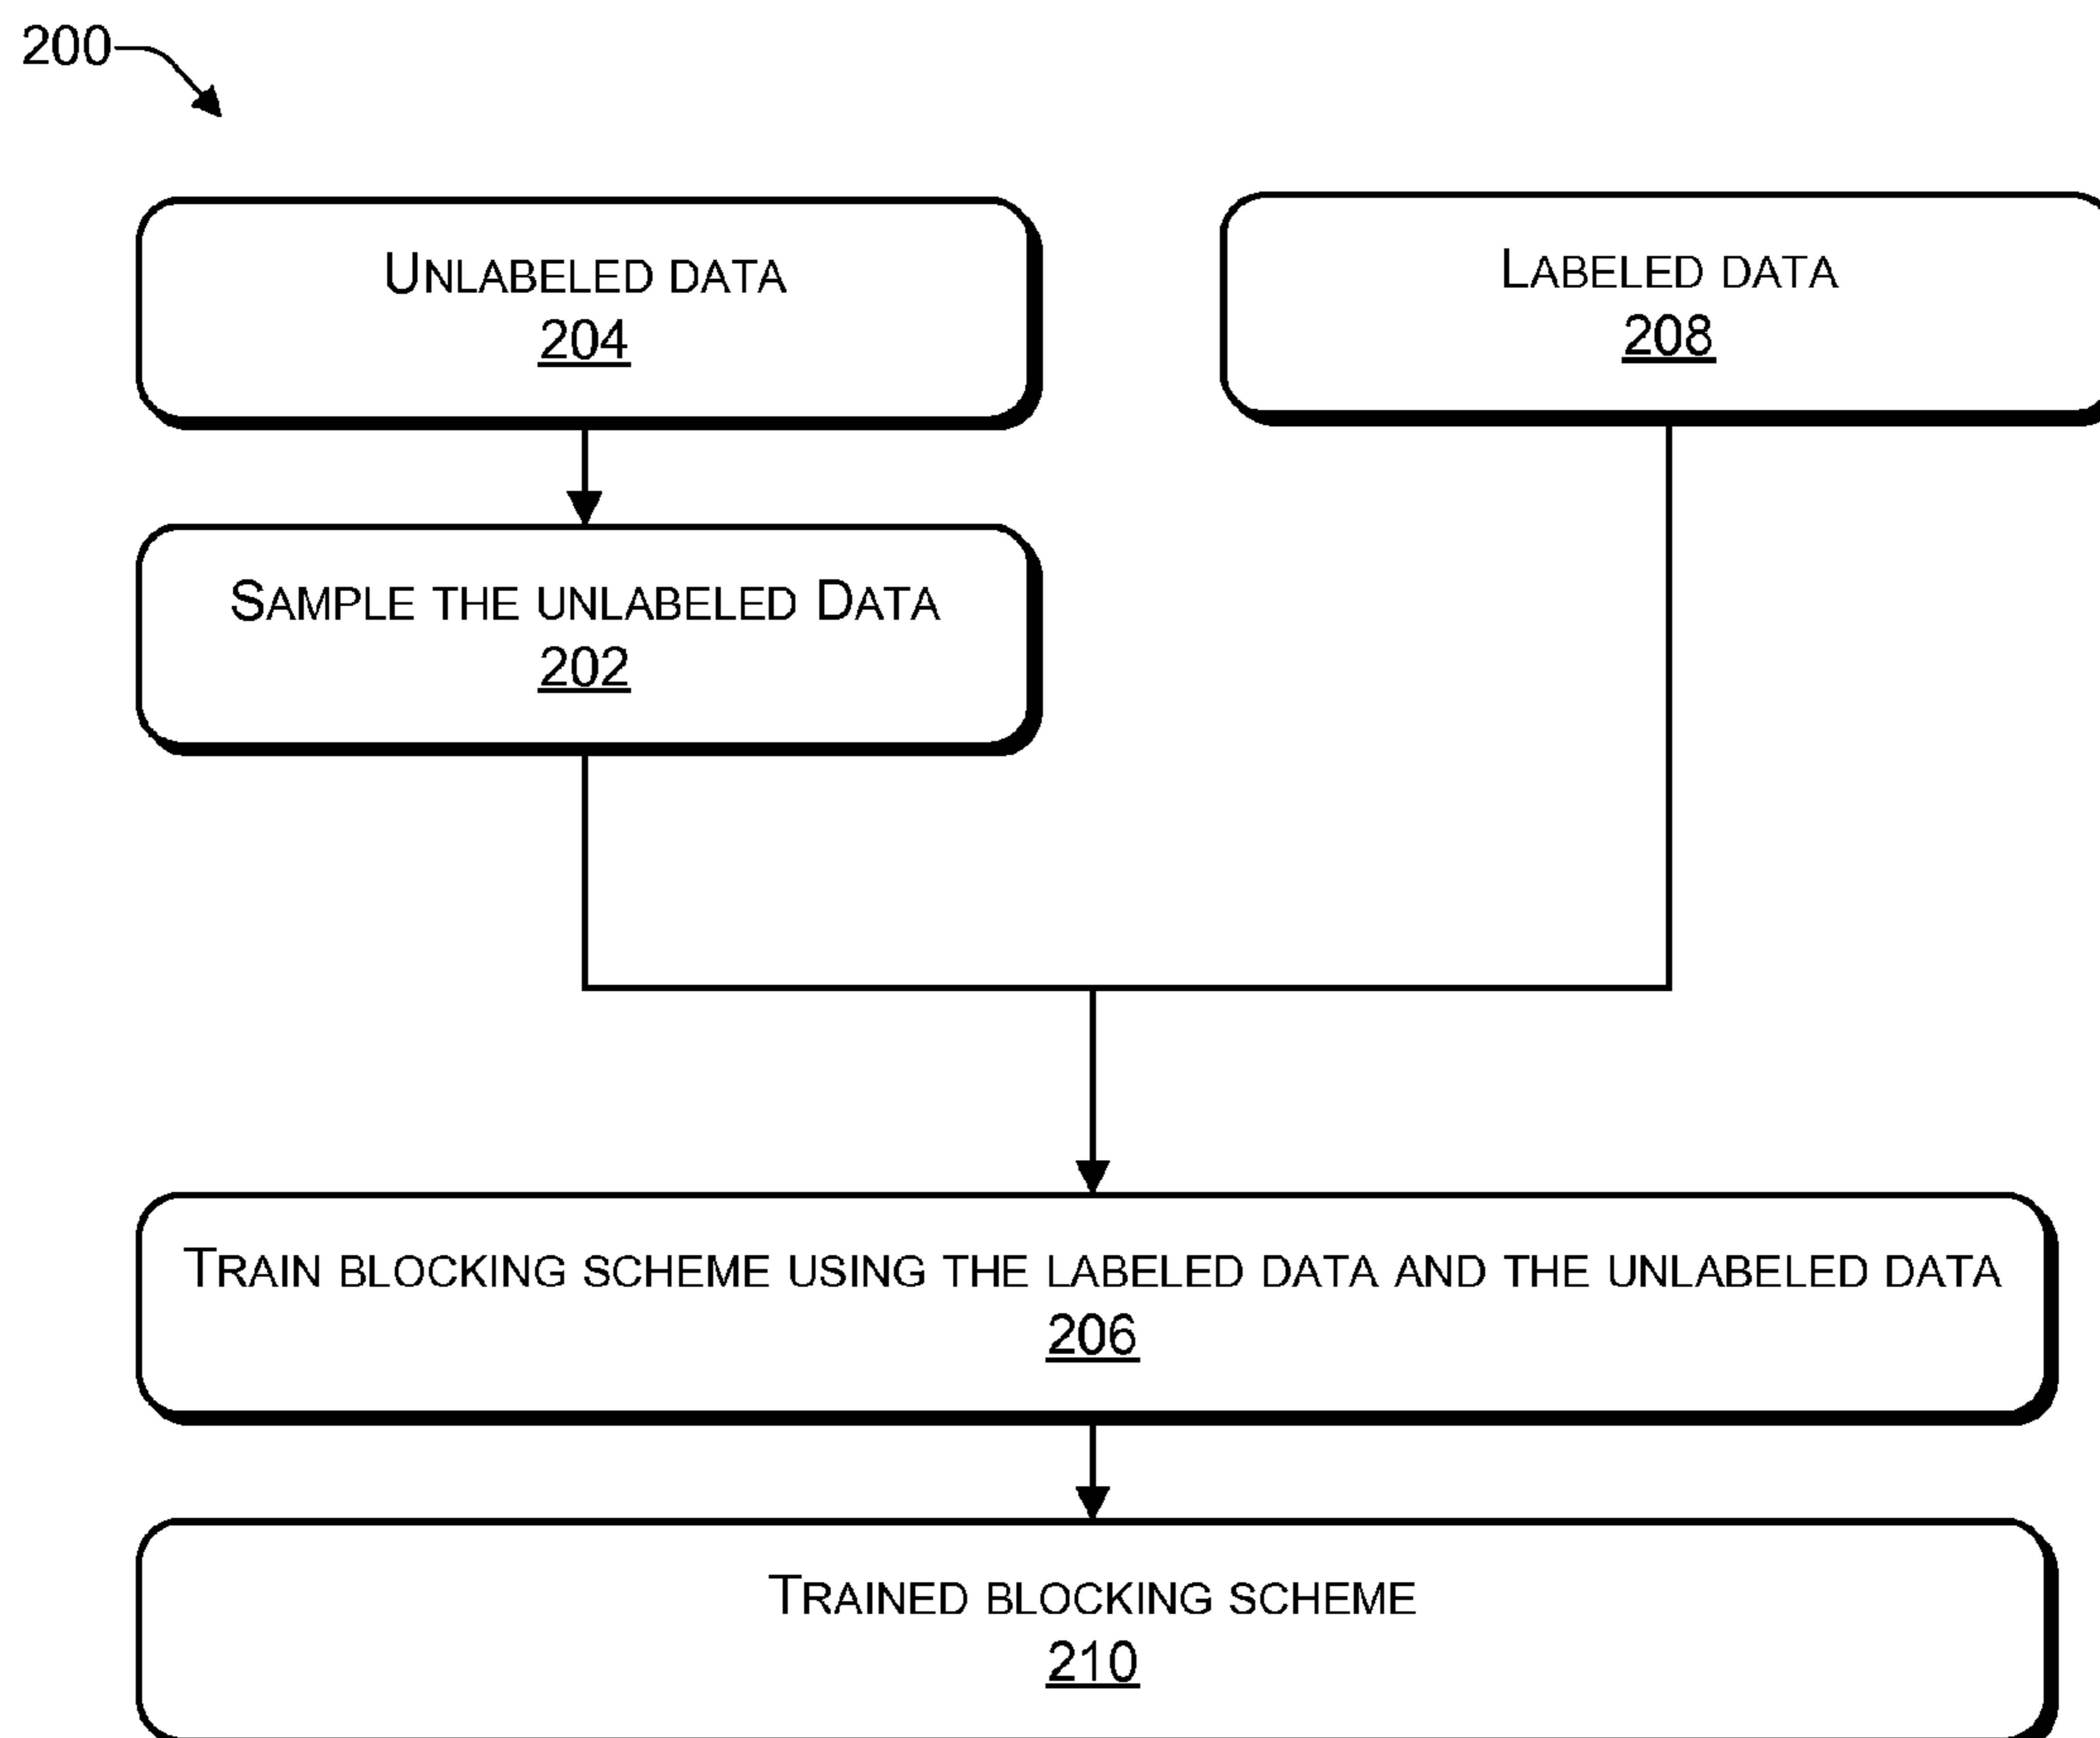 200
Unlabeled data
204
Labeled data
208
Sample the unlabeled Data
202
Train blocking scheme using the labeled data and the unlabeled data
206
Trained blocking scheme
210